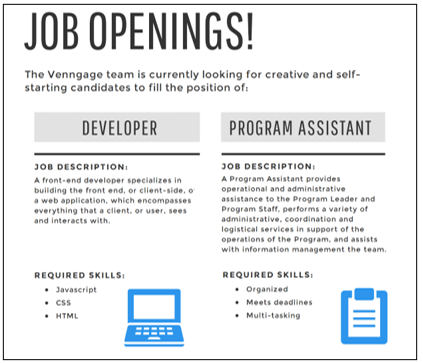 JOB OPENINGS!
The Venngage team is currently looking for creative and self-
starting candidates to fill the position of:
DEVELOPER
JOB DESCRIPTION:
A front-end developer specializes in
building the front end, or client-side, o
a web application, which encompasses
everything that a client, or user, sees
and interacts with.
REQUIRED SKILLS:
Javascript
CSS
HTML
PROGRAM ASSISTANT
JOB DESCRIPTION:
A Program Assistant provides
operational and administrative
assistance to the Program Leader and
Program Staff, performs a variety of
administrative, coordination and
logistical services in support of the
operations of the Program, and assists
with information management the team.
REQUIRED SKILLS:
Organized
Meets deadlines
Multi-tasking